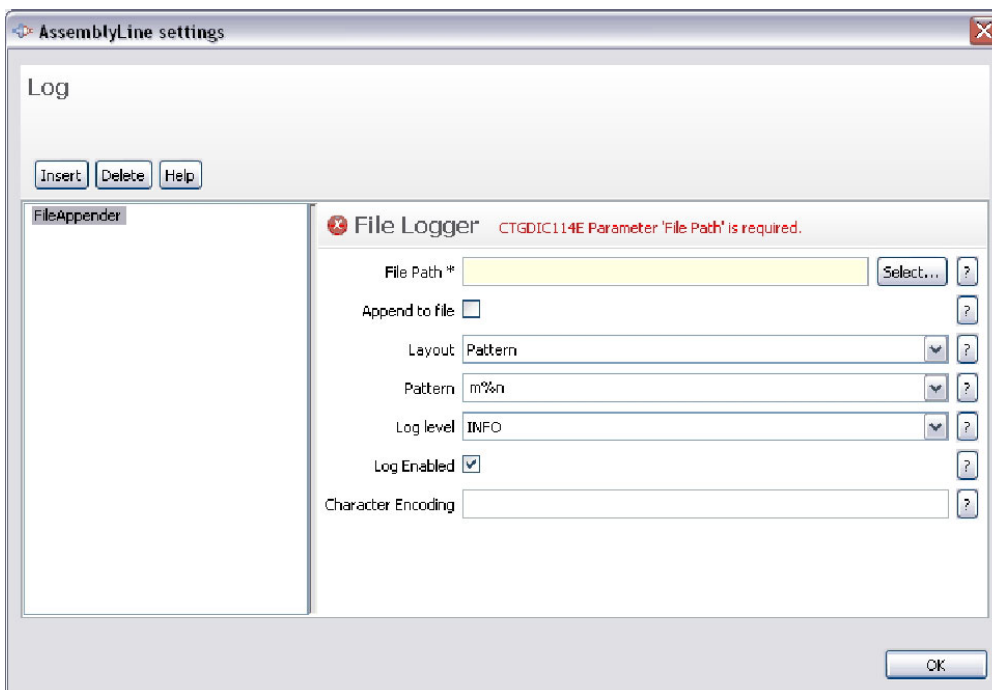 AssemblyLine settings
Log
Insert Delete Help
FileAppender
File Logger CTGDIC114E Parameter 'File Path' is required.
File Path * Select... ?
Append to file ?
Layout Pattern ?
Pattern m%n ?
Log level INFO ?
Log Enabled ?
Character Encoding ?
OK